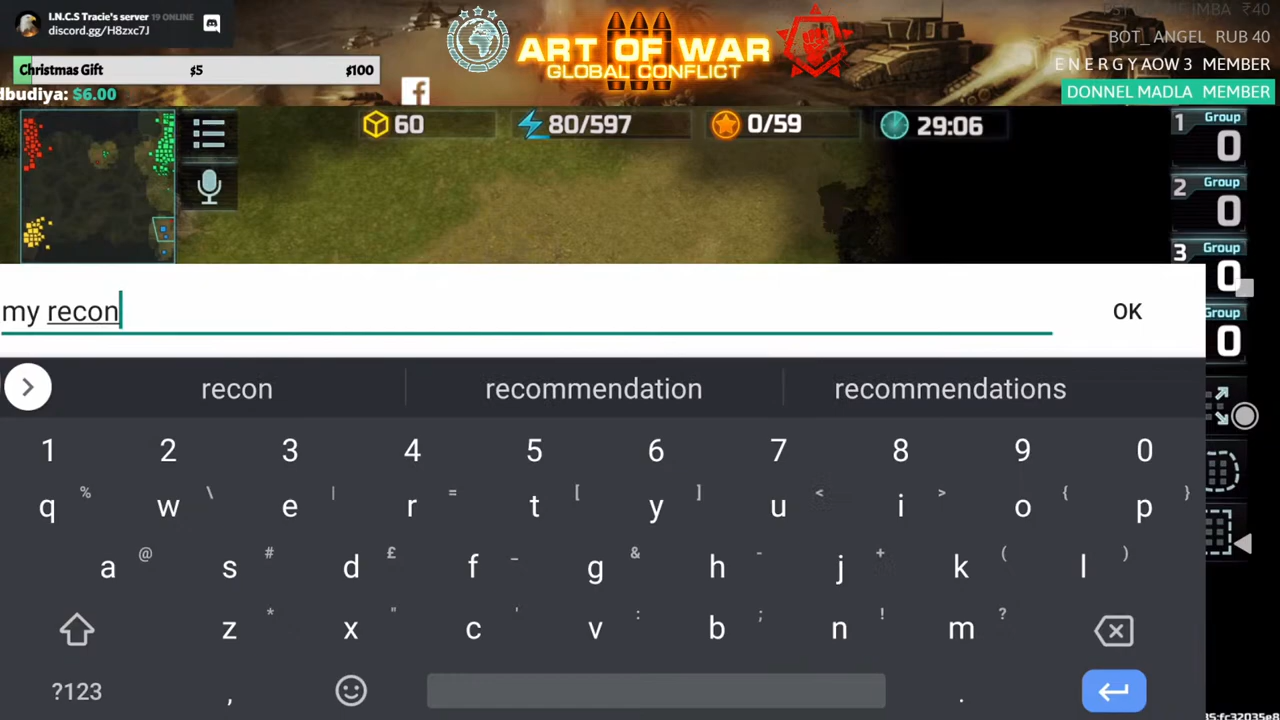 I.N.C.S Tracie's server 19 ONLINE
discord.gg/H8zxc7J
Christmas Gift $5 $100
dbudiya: $6.00
ART OF WAR
GLOBAL CONFLICT
₹40
BOT_ANGEL RUB 40
E N E R G Y AOW 3 MEMBER
DONNEL MADLA MEMBER
60
80/597
0/59
29:06
1 Group
0
2 Group
0
3 Group
0
Group
0
my recon
OK
recon recommendation recommendations
1 2 3 4 5 6 7 8 9 0
% \ | = [ ] < > { }
q w e r t y u i o p
@ # £ _ & - + ( )
a s d f g h j k l
* " ' : ; ! ?
z x c v b n m
?123 , .